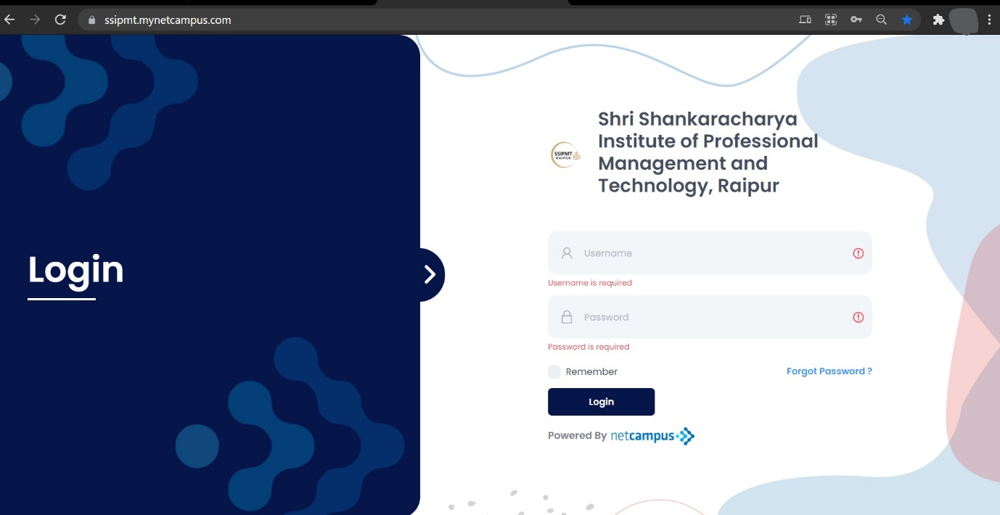 ssipmt.mynetcampus.com
Shri Shankaracharya
Institute of Professional
Management and
Technology, Raipur
SSIPMT
RAIPUR
Login
Username
Username is required
Password
Password is required
Remember
Forgot Password ?
Login
Powered By netcampus